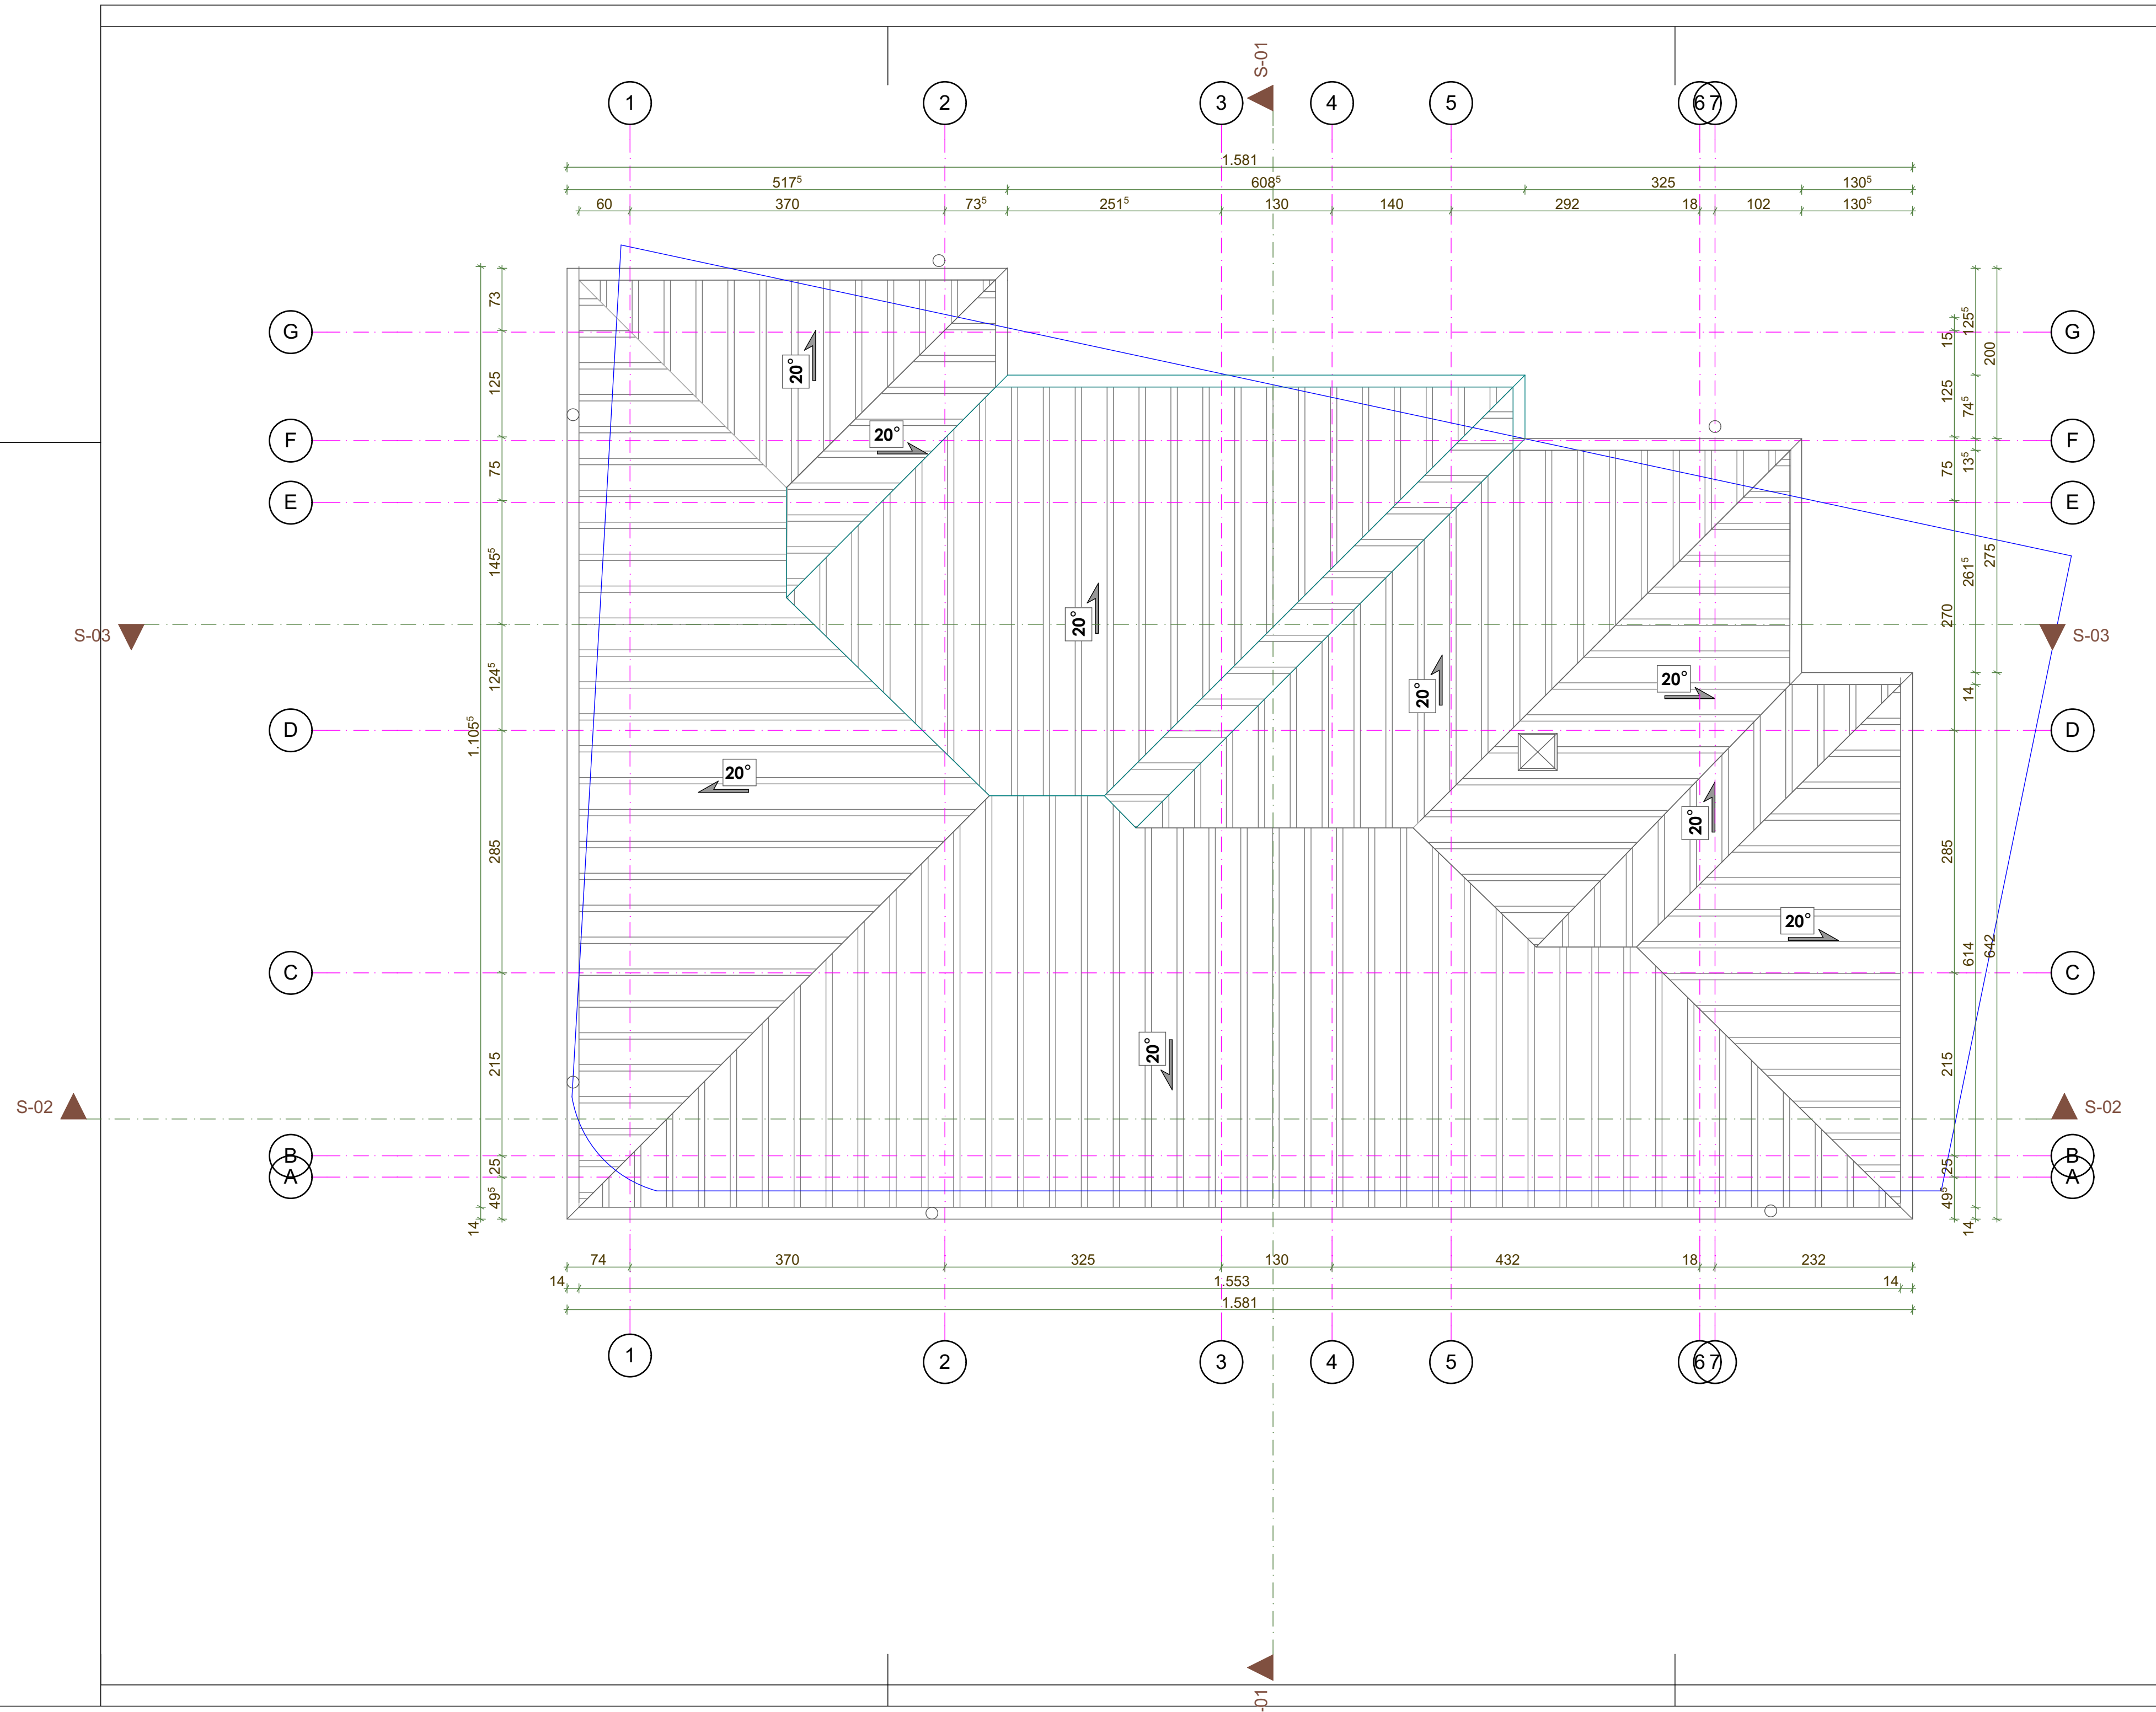 S-01
1 2 3 4 5 6 7
1.581
517⁵ 608⁵ 325 130⁵
60 370 73⁵ 251⁵ 130 140 292 18 102 130⁵
G 73 15 125⁵ 200 G
125 20° 125 74⁵
F 20° F
75 75 13⁵
E E
145⁵ 261⁵ 275
S-03 20° 270 S-03
124⁵ 20° 20° 14
D 1.105⁵ D
20°
285 20° 285
20°
614 642
C C
20°
215 215
S-02 S-02
B 25 25 B
A 49⁵ 49⁵ A
14 14
74 370 325 130 432 18 232
14 1.553 14
1.581
1 2 3 4 5 6 7
-01